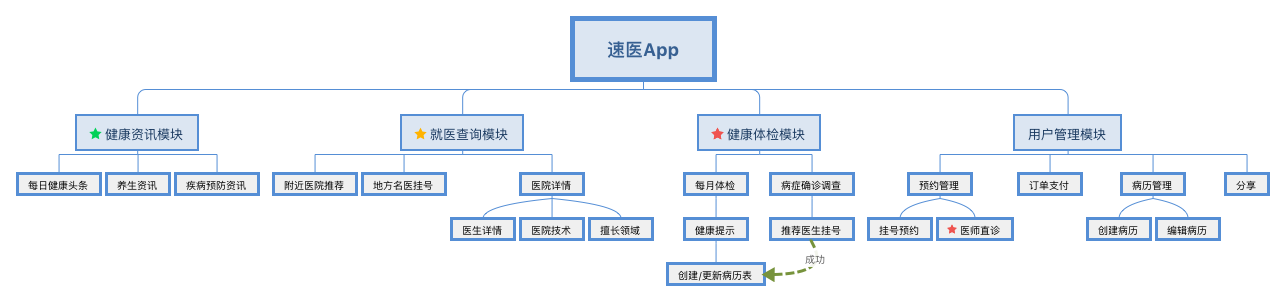 速医App
健康资讯模块
就医查询模块
健康体检模块
用户管理模块
每日健康头条
养生资讯
疾病预防资讯
附近医院推荐
地方名医挂号
医院详情
每月体检
病症确诊调查
预约管理
订单支付
病历管理
分享
医生详情
医院技术
擅长领域
健康提示
推荐医生挂号
挂号预约
医师直诊
创建病历
编辑病历
成功
创建/更新病历表